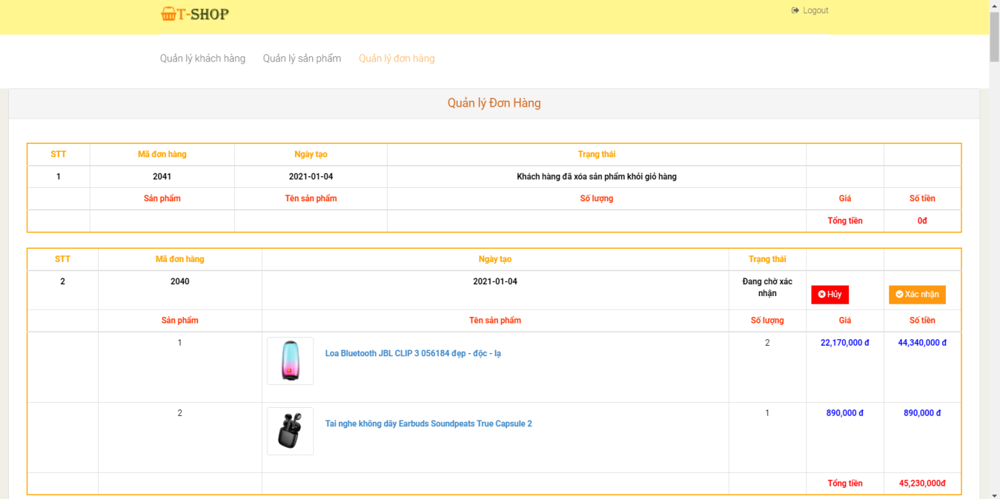 T-SHOP
Logout
Quản lý khách hàng Quản lý sản phẩm Quản lý đơn hàng
Quản lý Đơn Hàng
STT Mã đơn hàng Ngày tạo Trạng thái
1 2041 2021-01-04 Khách hàng đã xóa sản phẩm khỏi giỏ hàng
Sản phẩm Tên sản phẩm Số lượng Giá Số tiền
Tổng tiền 0đ
STT Mã đơn hàng Ngày tạo Trạng thái
2 2040 2021-01-04 Đang chờ xác
nhận Hủy Xác nhận
Sản phẩm Tên sản phẩm Số lượng Giá Số tiền
1 Loa Bluetooth JBL CLIP 3 056184 đẹp - độc - lạ 2 22,170,000 đ 44,340,000 đ
2 Tai nghe không dây Earbuds Soundpeats True Capsule 2 1 890,000 đ 890,000 đ
Tổng tiền 45,230,000đ